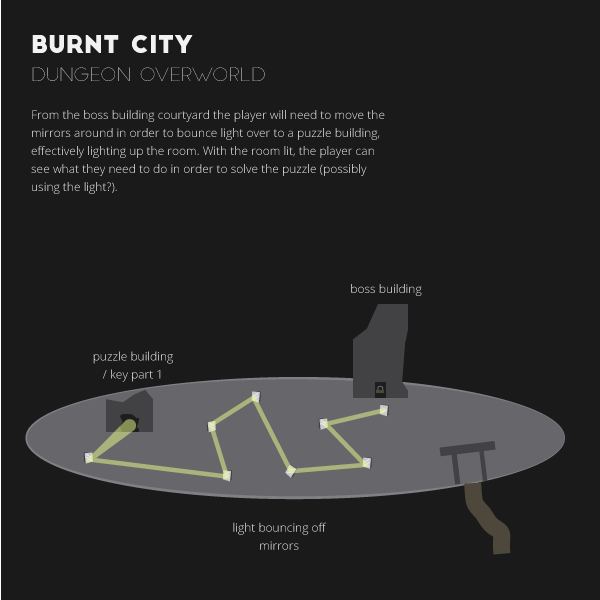 BURNT CITY
DUNGEON OVERWORLD
From the boss building courtyard the player will need to move the
mirrors around in order to bounce light over to a puzzle building,
effectively lighting up the room. With the room lit, the player can
see what they need to do in order to solve the puzzle (possibly
using the light?).
boss building
puzzle building
/ key part 1
light bouncing off
mirrors